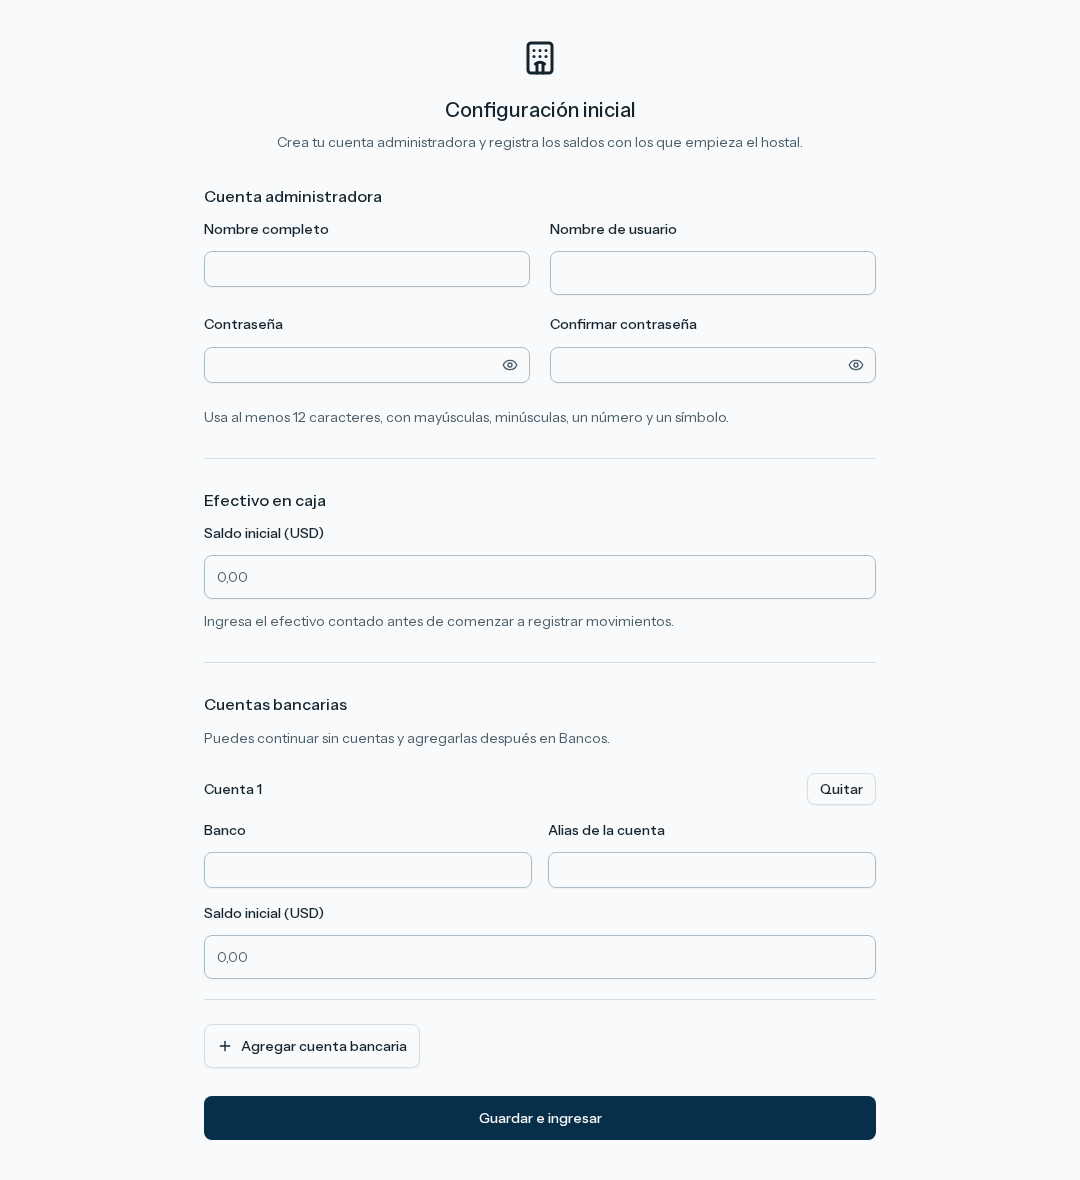 Configuración inicial
Crea tu cuenta administradora y registra los saldos con los que empieza el hostal.
Cuenta administradora
Nombre completo
Nombre de usuario
Contraseña
Confirmar contraseña
Usa al menos 12 caracteres, con mayúsculas, minúsculas, un número y un símbolo.
Efectivo en caja
Saldo inicial (USD)
0,00
Ingresa el efectivo contado antes de comenzar a registrar movimientos.
Cuentas bancarias
Puedes continuar sin cuentas y agregarlas después en Bancos.
Cuenta 1
Quitar
Banco
Alias de la cuenta
Saldo inicial (USD)
0,00
Agregar cuenta bancaria
Guardar e ingresar